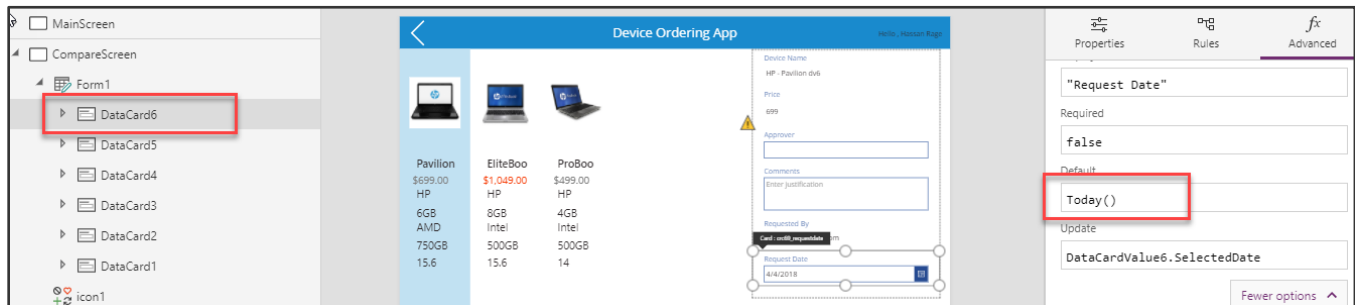 MainScreen
CompareScreen
Form1
DataCard6
DataCard5
DataCard4
DataCard3
DataCard2
DataCard1
icon1
Device Ordering App
Hello , Hassan Rage
Pavilion EliteBoo ProBoo
$699.00 $1,049.00 $499.00
HP HP HP
6GB 8GB 4GB
AMD Intel Intel
750GB 500GB 500GB
15.6 15.6 14
Device Name
HP - Pavilion dv6
Price
699
Approver
Comments
Enter justification
Requested By
Request Date
4/4/2018
Properties Rules Advanced
"Request Date"
Required
false
Default
Today()
Update
DataCardValue6.SelectedDate
Fewer options